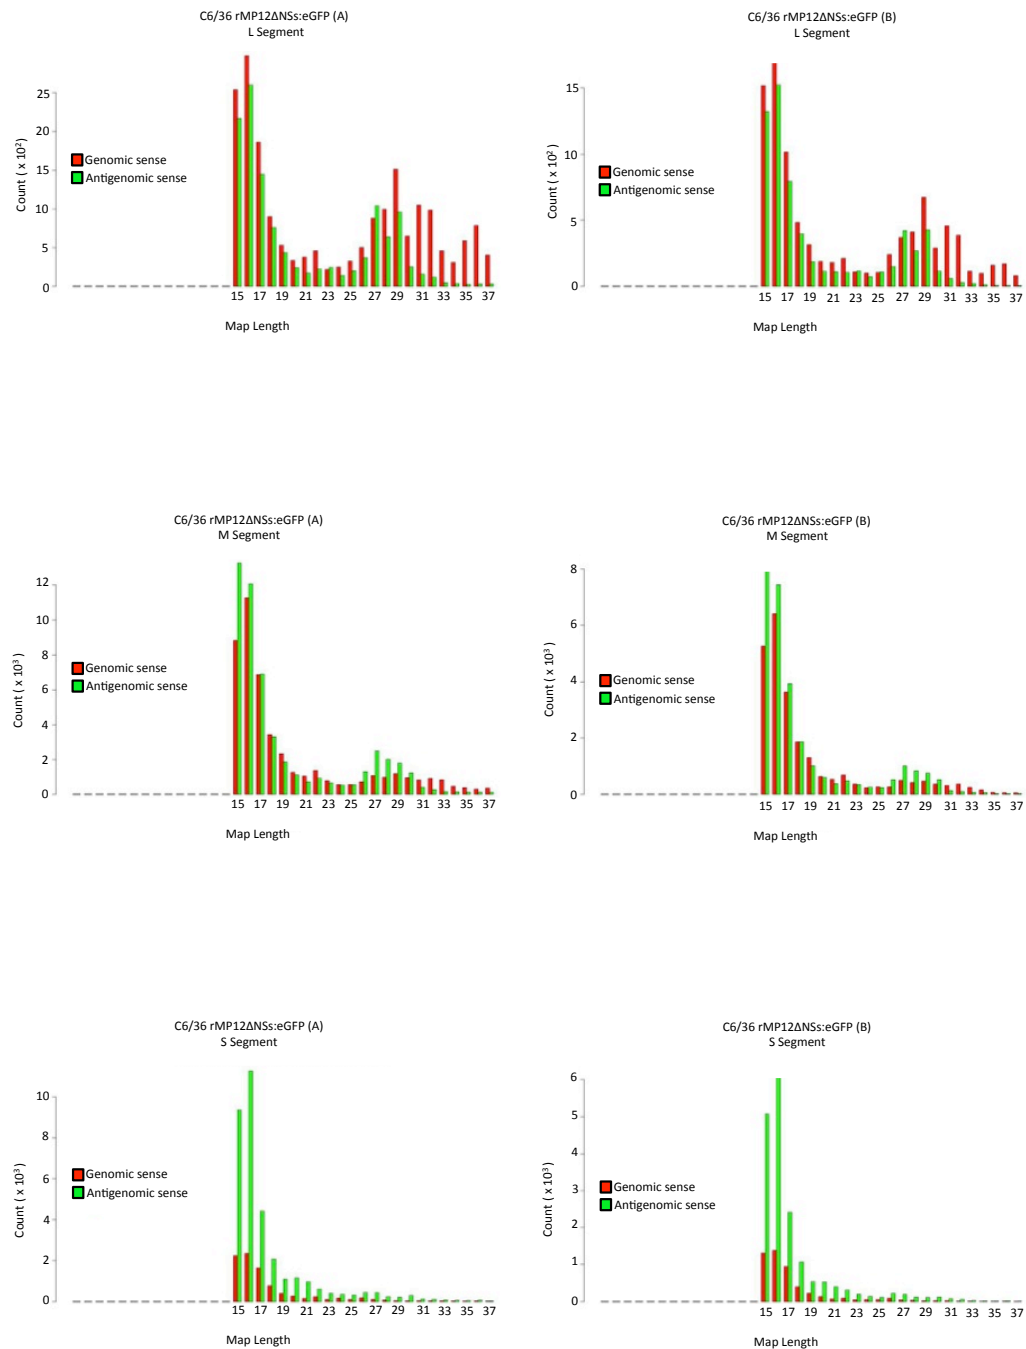 C6/36 rMP12ΔNSs:eGFP (A)
L Segment
25
20
15
10
5
0
Count ( x 10²)
Genomic sense
Antigenomic sense
15 17 19 21 23 25 27 29 31 33 35 37
Map Length
C6/36 rMP12ΔNSs:eGFP (B)
L Segment
15
10
5
0
Count ( x 10²)
Genomic sense
Antigenomic sense
15 17 19 21 23 25 27 29 31 33 35 37
Map Length
C6/36 rMP12ΔNSs:eGFP (A)
M Segment
12
10
8
6
4
2
0
Count ( x 10³)
Genomic sense
Antigenomic sense
15 17 19 21 23 25 27 29 31 33 35 37
Map Length
C6/36 rMP12ΔNSs:eGFP (B)
M Segment
8
6
4
2
0
Count ( x 10³)
Genomic sense
Antigenomic sense
15 17 19 21 23 25 27 29 31 33 35 37
Map Length
C6/36 rMP12ΔNSs:eGFP (A)
S Segment
10
8
6
4
2
0
Count ( x 10³)
Genomic sense
Antigenomic sense
15 17 19 21 23 25 27 29 31 33 35 37
Map Length
C6/36 rMP12ΔNSs:eGFP (B)
S Segment
6
5
4
3
2
1
0
Count ( x 10³)
Genomic sense
Antigenomic sense
15 17 19 21 23 25 27 29 31 33 35 37
Map Length